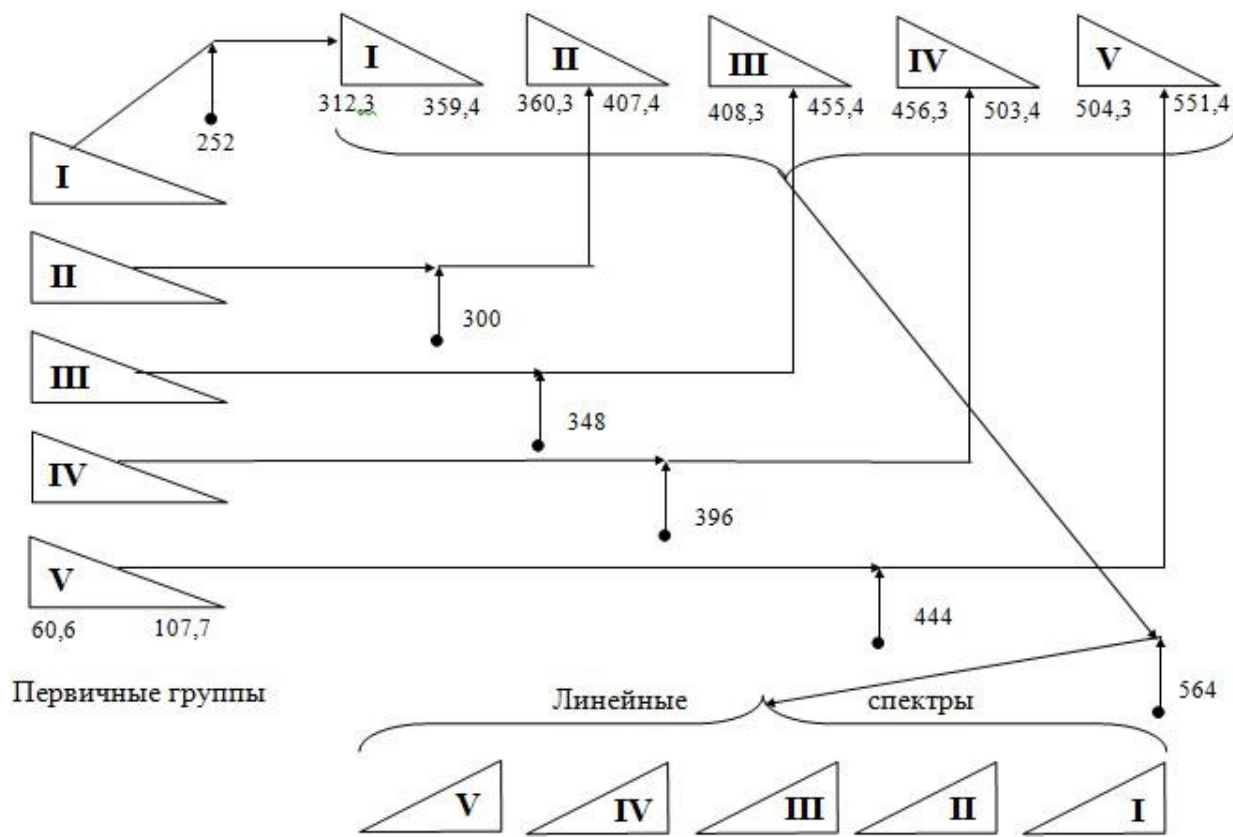 I II III IV V
312,3 359,4 360,3 407,4 408,3 455,4 456,3 503,4 504,3 551,4
252
I
II
300
III
348
IV
396
V
60,6 107,7
444
Первичные группы
Линейные спектры
564
V IV III II I